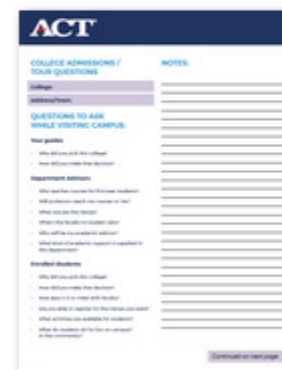 ACT
COLLEGE ADMISSIONS /
TOUR QUESTIONS
College:
Address/Town:
QUESTIONS TO ASK
WHILE VISITING CAMPUS:
Tour guides
Why did you pick this college?
How did you make that decision?
Department Advisors
Who teaches courses for first-year students?
Will professors teach my courses or TAs?
What size are the classes?
What's the faculty-to-student ratio?
Who will be my academic advisor?
What kind of academic support is supplied in
the department?
Enrolled Students
Why did you pick this college?
How did you make that decision?
How easy is it to meet with faculty?
Are you able to register for the classes you want?
What activities are available for students?
What do students do for fun on campus?
In the community?
NOTES:
Continued on next page